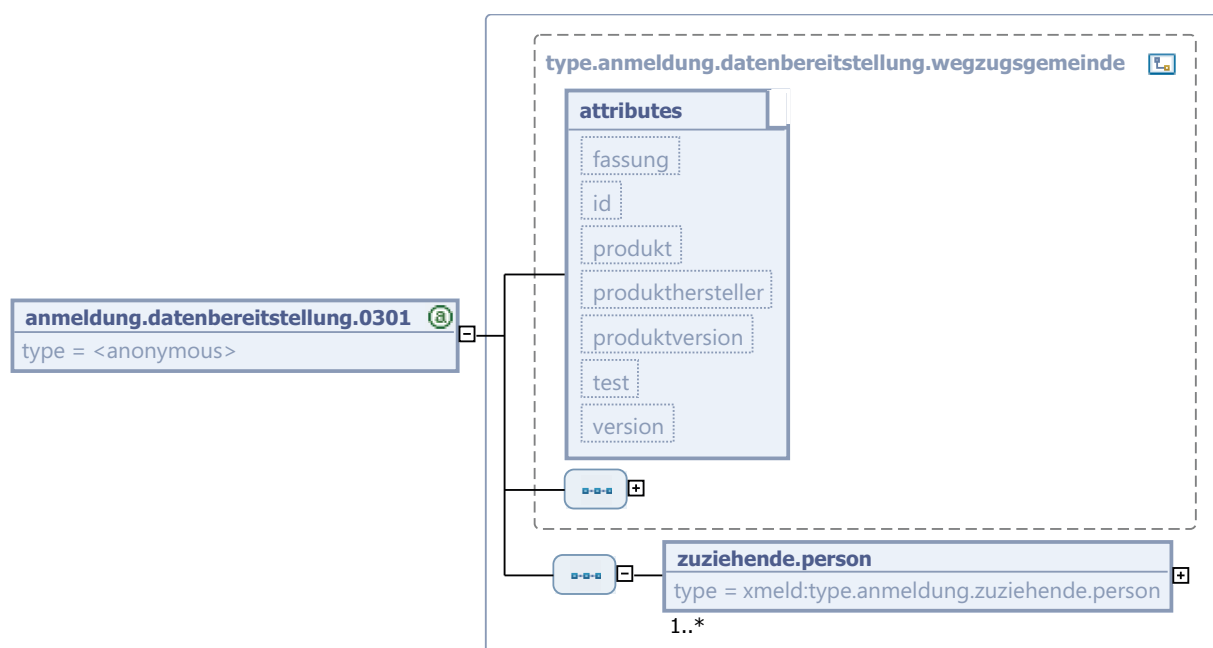 type.anmeldung.datenbereitstellung.wegzugsgemeinde
attributes
fassung
id
produkt
produkthersteller
produktversion
test
version
anmeldung.datenbereitstellung.0301
type = <anonymous>
zuziehende.person
type = xmeld:type.anmeldung.zuziehende.person
1..*